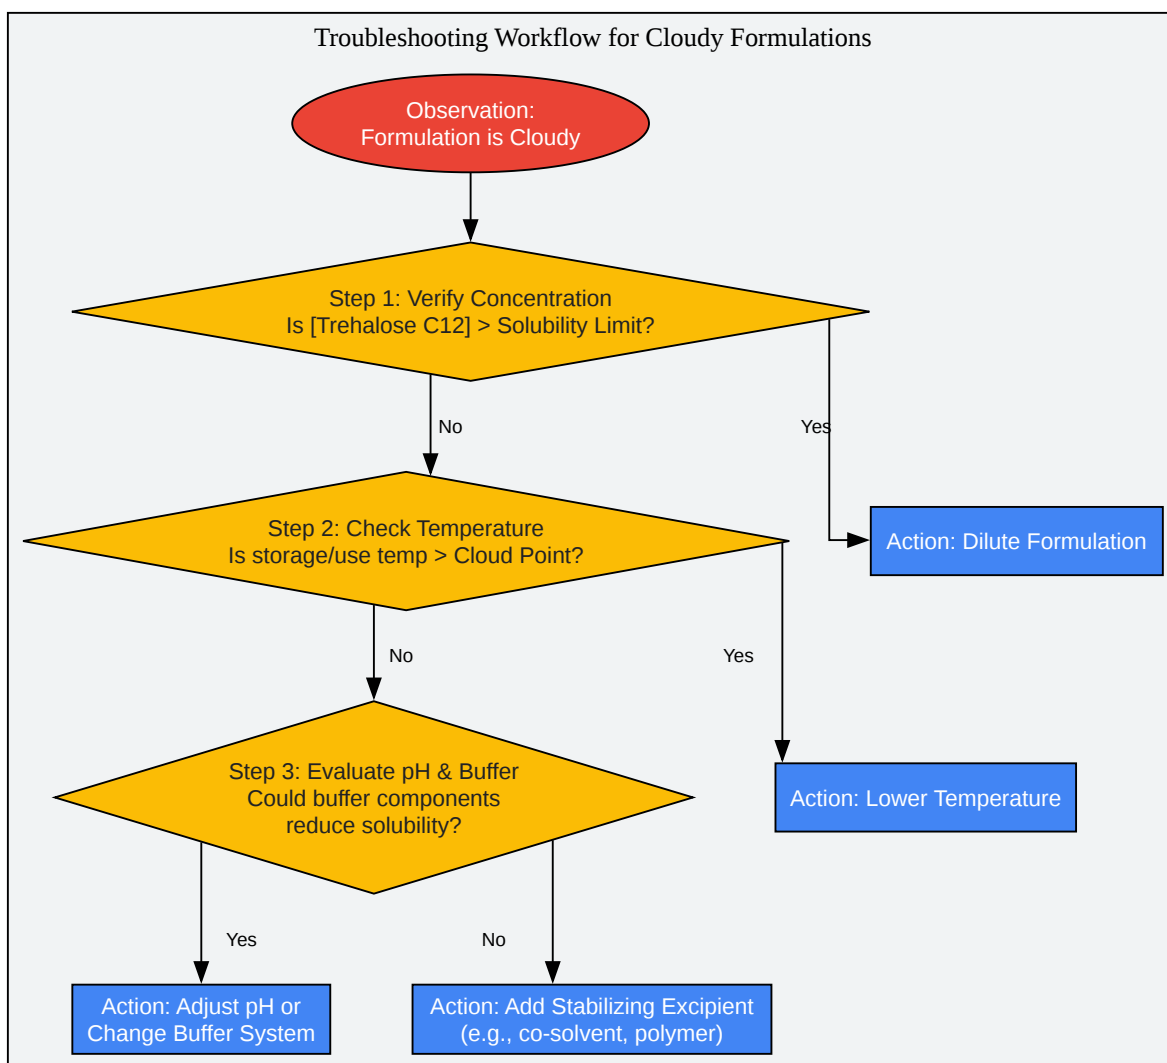 Troubleshooting Workflow for Cloudy Formulations
Observation:
Formulation is Cloudy
Step 1: Verify Concentration
Is [Trehalose C12] > Solubility Limit?
No
Yes
Step 2: Check Temperature
Is storage/use temp > Cloud Point?
Action: Dilute Formulation
No
Yes
Step 3: Evaluate pH & Buffer
Could buffer components
reduce solubility?
Action: Lower Temperature
Yes
No
Action: Adjust pH or
Change Buffer System
Action: Add Stabilizing Excipient
(e.g., co-solvent, polymer)